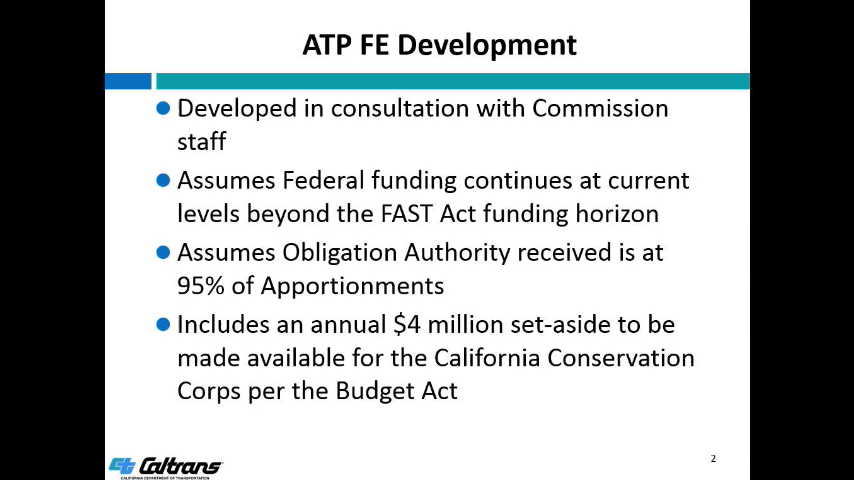 ATP FE Development
Developed in consultation with Commission
staff
Assumes Federal funding continues at current
levels beyond the FAST Act funding horizon
Assumes Obligation Authority received is at
95% of Apportionments
Includes an annual $4 million set-aside to be
made available for the California Conservation
Corps per the Budget Act
ct Caltrans
CALIFORNIA DEPARTMENT OF TRANSPORTATION
2